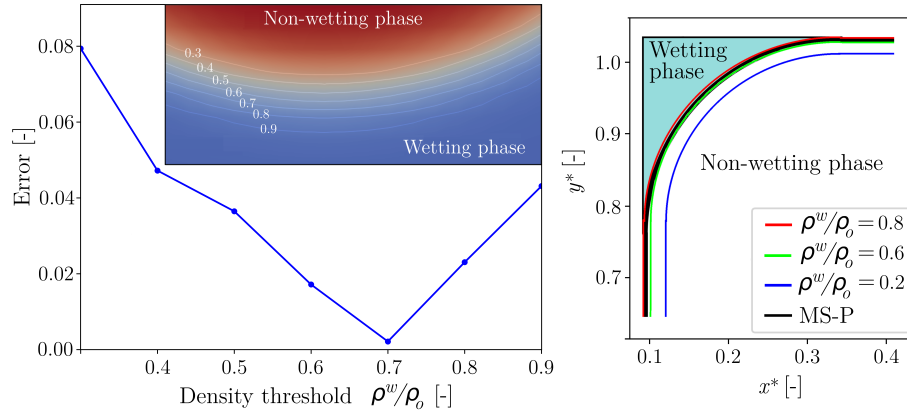 Non-wetting phase
0.3
0.4
0.5
0.6
0.7
0.8
0.9
Wetting phase
0.08
0.06
0.04
0.02
0.00
Error [-]
0.4
0.5
0.6
0.7
0.8
0.9
Density threshold ρ^w/ρ_o [-]
Wetting
phase
Non-wetting phase
1.0
0.9
0.8
0.7
y* [-]
ρ^w/ρ_o = 0.8
ρ^w/ρ_o = 0.6
ρ^w/ρ_o = 0.2
MS-P
0.1
0.2
0.3
0.4
x* [-]